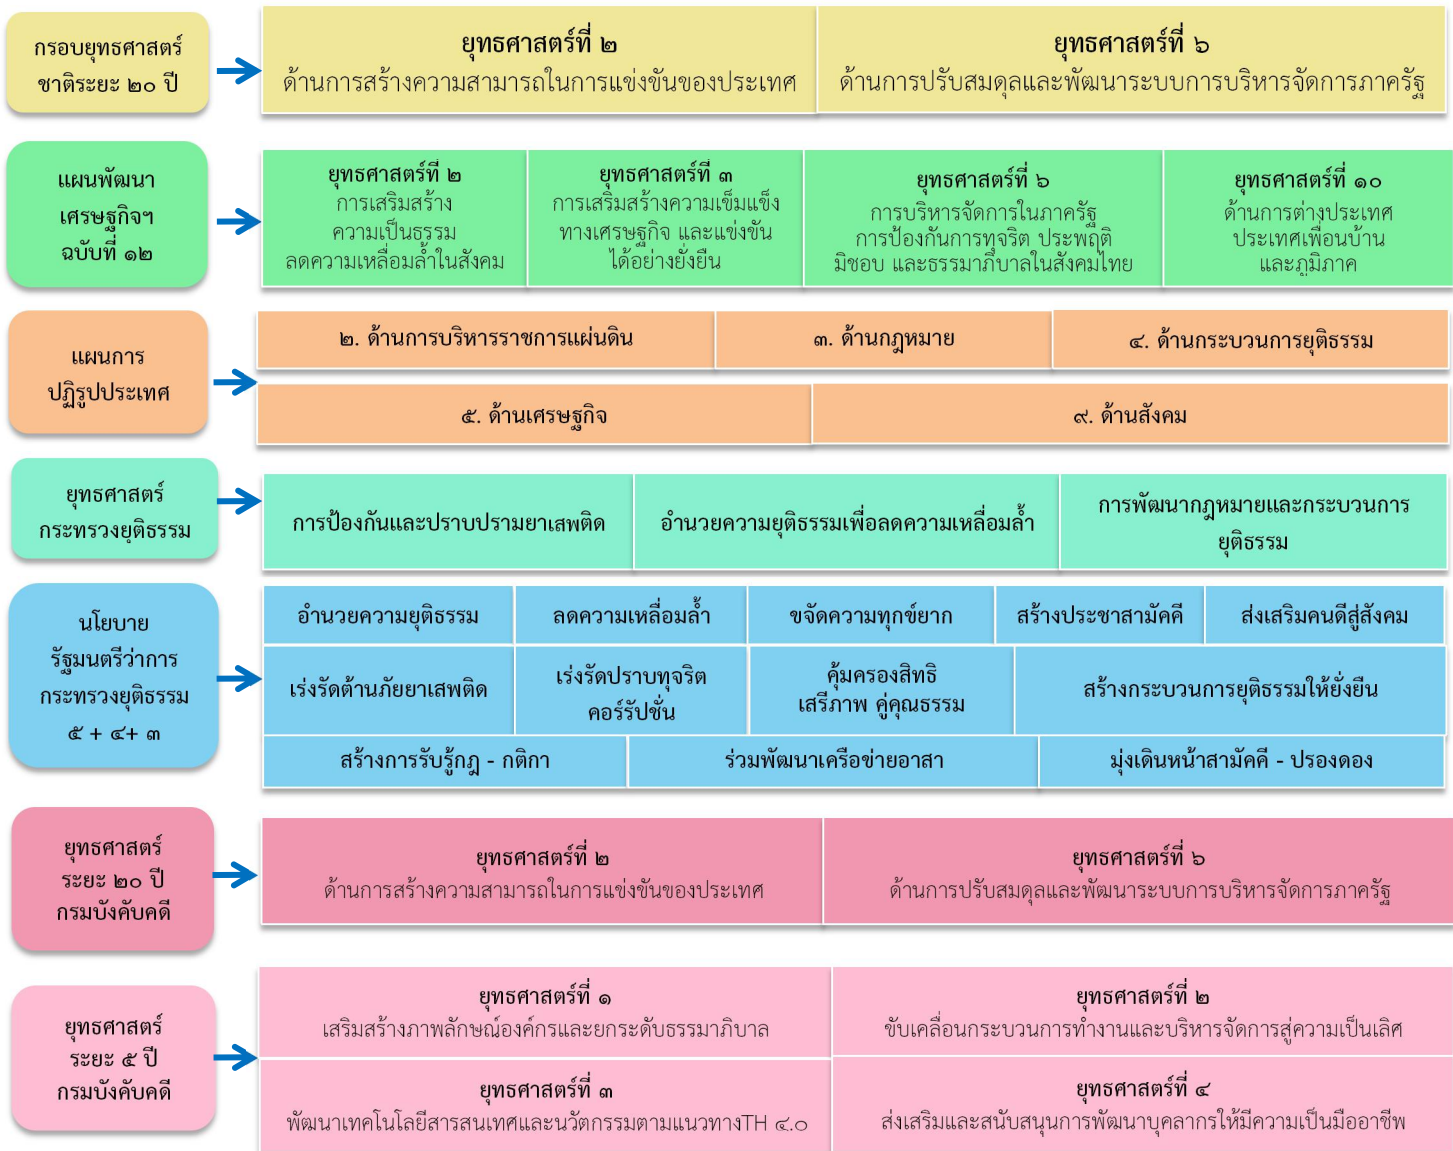 กรอบยุทธศาสตร์
ชาติระยะ ๒๐ ปี
ยุทธศาสตร์ที่ ๒
ด้านการสร้างความสามารถในการแข่งขันของประเทศ
ยุทธศาสตร์ที่ ๖
ด้านการปรับสมดุลและพัฒนาระบบการบริหารจัดการภาครัฐ
แผนพัฒนา
เศรษฐกิจฯ
ฉบับที่ ๑๒
ยุทธศาสตร์ที่ ๒
การเสริมสร้าง
ความเป็นธรรม
ลดความเหลื่อมล้ำในสังคม
ยุทธศาสตร์ที่ ๓
การเสริมสร้างความเข็มแข็ง
ทางเศรษฐกิจ และแข่งขัน
ได้อย่างยั่งยืน
ยุทธศาสตร์ที่ ๖
การบริหารจัดการในภาครัฐ
การป้องกันการทุจริต ประพฤติ
มิชอบ และธรรมาภิบาลในสังคมไทย
ยุทธศาสตร์ที่ ๑๐
ด้านการต่างประเทศ
ประเทศเพื่อนบ้าน
และภูมิภาค
แผนการ
ปฏิรูปประเทศ
๒. ด้านการบริหารราชการแผ่นดิน
๓. ด้านกฎหมาย
๔. ด้านกระบวนการยุติธรรม
๕. ด้านเศรษฐกิจ
๙. ด้านสังคม
ยุทธศาสตร์
กระทรวงยุติธรรม
การป้องกันและปราบปรามยาเสพติด
อำนวยความยุติธรรมเพื่อลดความเหลื่อมล้ำ
การพัฒนากฎหมายและกระบวนการ
ยุติธรรม
นโยบาย
รัฐมนตรีว่าการ
กระทรวงยุติธรรม
๕ + ๔+ ๓
อำนวยความยุติธรรม
ลดความเหลื่อมล้ำ
ขจัดความทุกข์ยาก
สร้างประชาสามัคคี
ส่งเสริมคนดีสู่สังคม
เร่งรัดต้านภัยยาเสพติด
เร่งรัดปราบทุจริต
คอร์รัปชั่น
คุ้มครองสิทธิ
เสรีภาพ คู่คุณธรรม
สร้างกระบวนการยุติธรรมให้ยั่งยืน
สร้างการรับรู้กฎ - กติกา
ร่วมพัฒนาเครือข่ายอาสา
มุ่งเดินหน้าสามัคคี - ปรองดอง
ยุทธศาสตร์
ระยะ ๒๐ ปี
กรมบังคับคดี
ยุทธศาสตร์ที่ ๒
ด้านการสร้างความสามารถในการแข่งขันของประเทศ
ยุทธศาสตร์ที่ ๖
ด้านการปรับสมดุลและพัฒนาระบบการบริหารจัดการภาครัฐ
ยุทธศาสตร์
ระยะ ๕ ปี
กรมบังคับคดี
ยุทธศาสตร์ที่ ๑
เสริมสร้างภาพลักษณ์องค์กรและยกระดับธรรมาภิบาล
ยุทธศาสตร์ที่ ๒
ขับเคลื่อนกระบวนการทำงานและบริหารจัดการสู่ความเป็นเลิศ
ยุทธศาสตร์ที่ ๓
พัฒนาเทคโนโลยีสารสนเทศและนวัตกรรมตามแนวทางTH ๔.๐
ยุทธศาสตร์ที่ ๔
ส่งเสริมและสนับสนุนการพัฒนาบุคลากรให้มีความเป็นมืออาชีพ